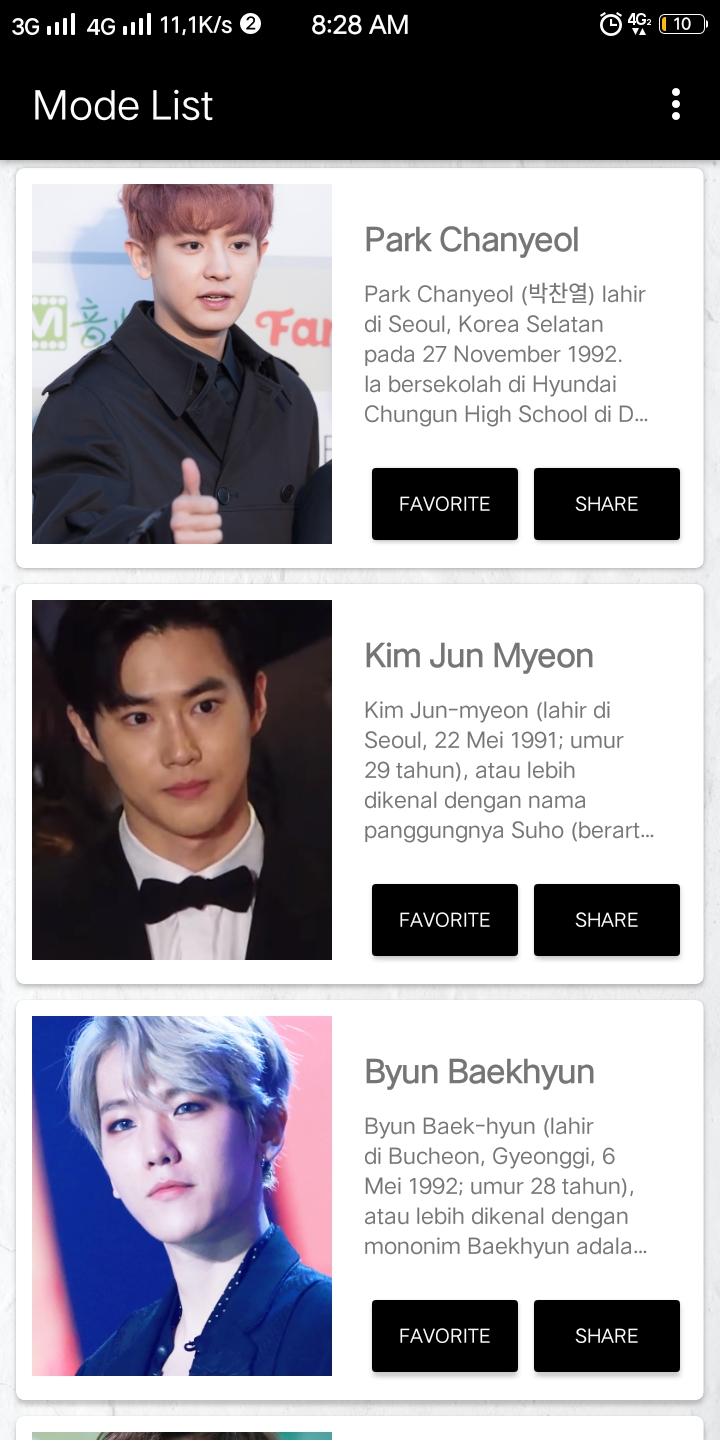 3G 4G 11,1K/s 2 8:28 AM 4G2 10
Mode List
音
Fan
Park Chanyeol
Park Chanyeol (박찬열) lahir
di Seoul, Korea Selatan
pada 27 November 1992.
Ia bersekolah di Hyundai
Chungun High School di D...
FAVORITE SHARE
Kim Jun Myeon
Kim Jun-myeon (lahir di
Seoul, 22 Mei 1991; umur
29 tahun), atau lebih
dikenal dengan nama
panggungnya Suho (berart...
FAVORITE SHARE
Byun Baekhyun
Byun Baek-hyun (lahir
di Bucheon, Gyeonggi, 6
Mei 1992; umur 28 tahun),
atau lebih dikenal dengan
mononim Baekhyun adala...
FAVORITE SHARE